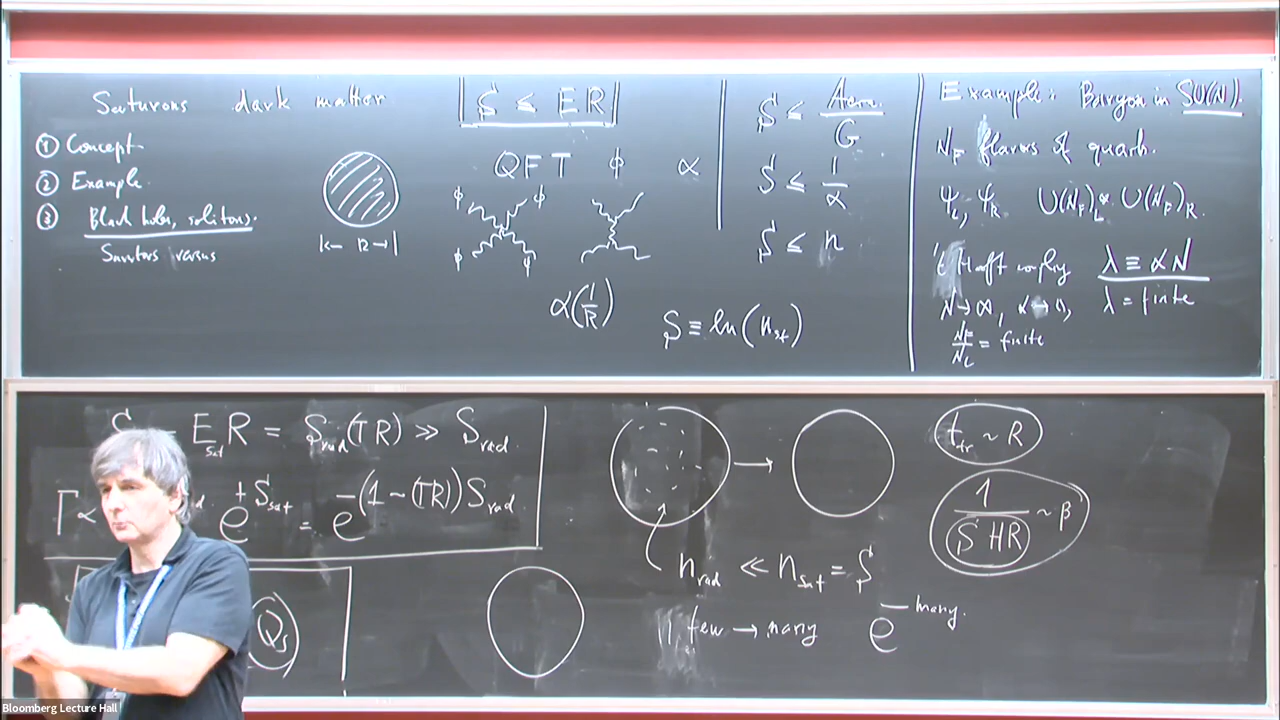 Saturons dark matter
① Concept
② Example
③ Black holes, solitons.
Saturons versus
|← R →|
S ≤ ER
QFT ϕ α
ϕ ϕ
ϕ ϕ
α(1/R)
S ≡ ln(n_st)
S ≤ Area/G
S ≤ 1/α
S ≤ n
Example: Baryon in SU(N).
N_F flavors of quark.
ψ_L, ψ_R U(N_F)_L × U(N_F)_R.
't Hooft coupling λ ≡ αN
N→∞, α→0, λ = finite
N_F/N_C = finite
E_sat R = S_rad(TR) ≫ S_rad.
Γ ∝ e^{+S_sat} = e^{-(1-(TR))S_rad}
Q_s
n_rad ≪ n_sat = S
few → many e^{-many.}
t_tr ~ R
1/(S HR) ~ β
Bloomberg Lecture Hall